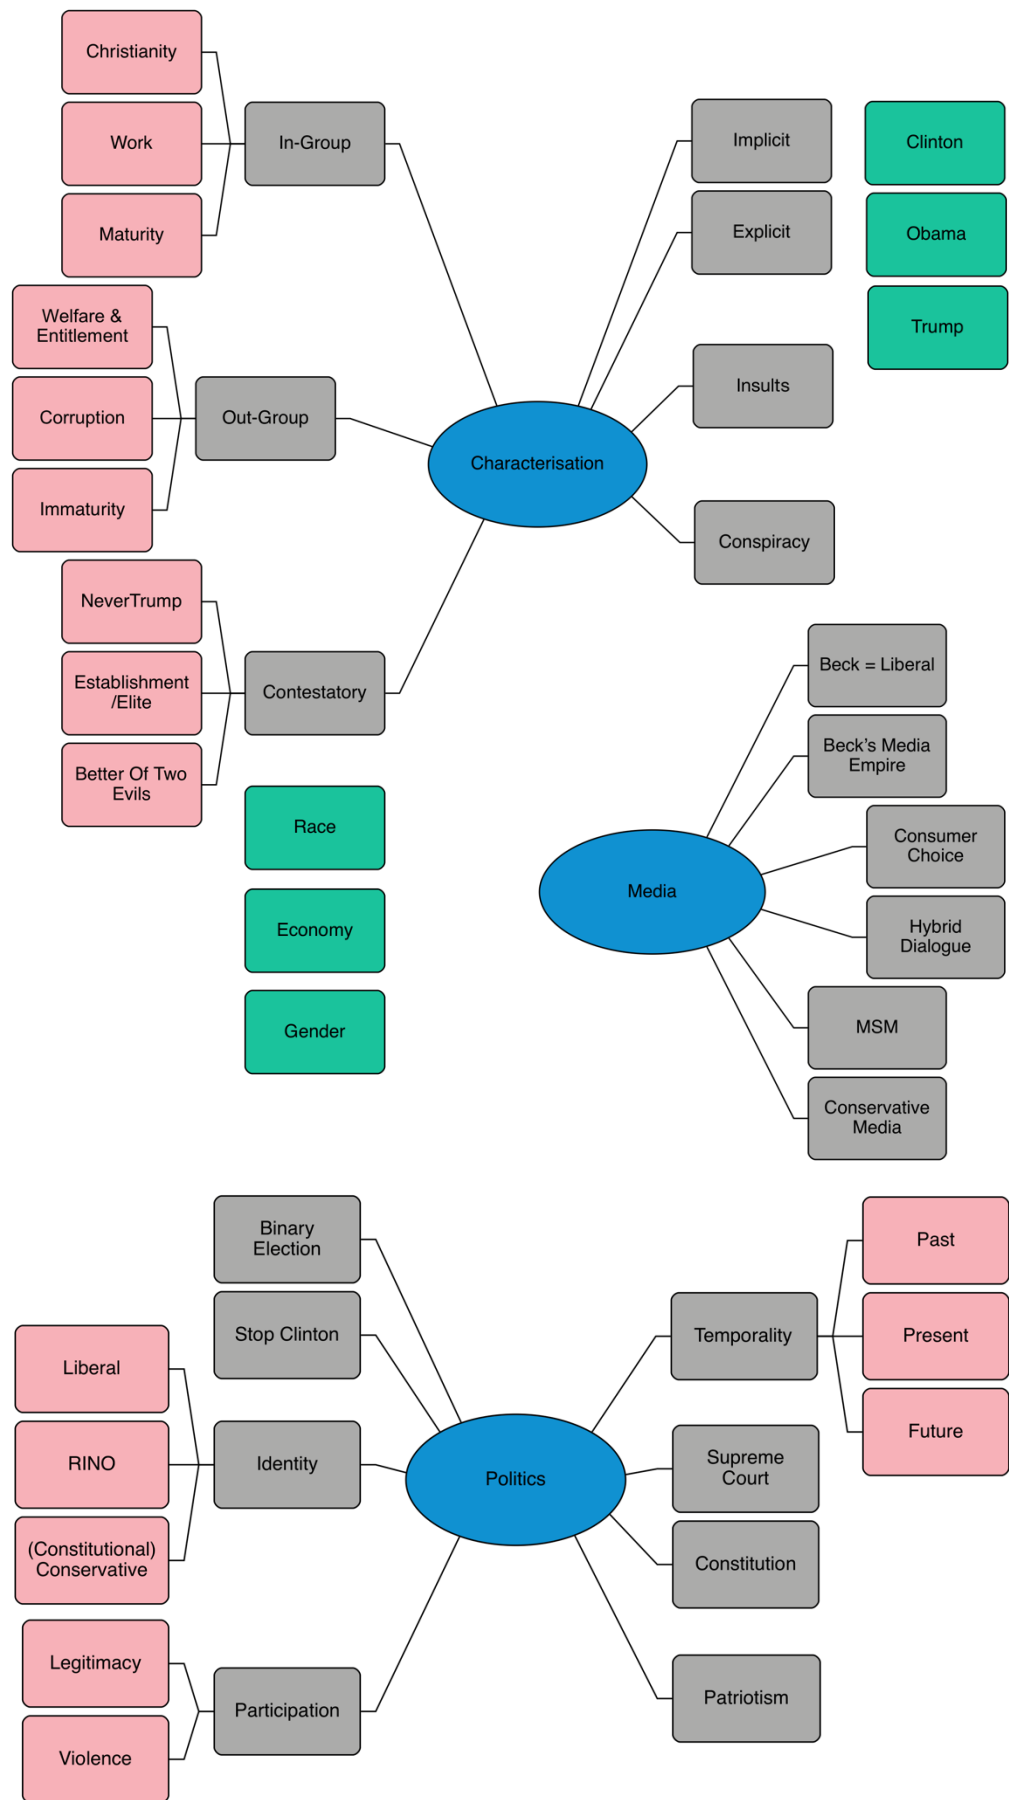 Christianity
Work
Maturity
In-Group
Welfare &
Entitlement
Corruption
Immaturity
Out-Group
NeverTrump
Establishment
/Elite
Better Of Two
Evils
Contestatory
Race
Economy
Gender
Characterisation
Implicit
Explicit
Insults
Conspiracy
Clinton
Obama
Trump
Media
Beck = Liberal
Beck’s Media
Empire
Consumer
Choice
Hybrid
Dialogue
MSM
Conservative
Media
Binary
Election
Stop Clinton
Liberal
RINO
(Constitutional)
Conservative
Identity
Legitimacy
Violence
Participation
Politics
Temporality
Past
Present
Future
Supreme
Court
Constitution
Patriotism